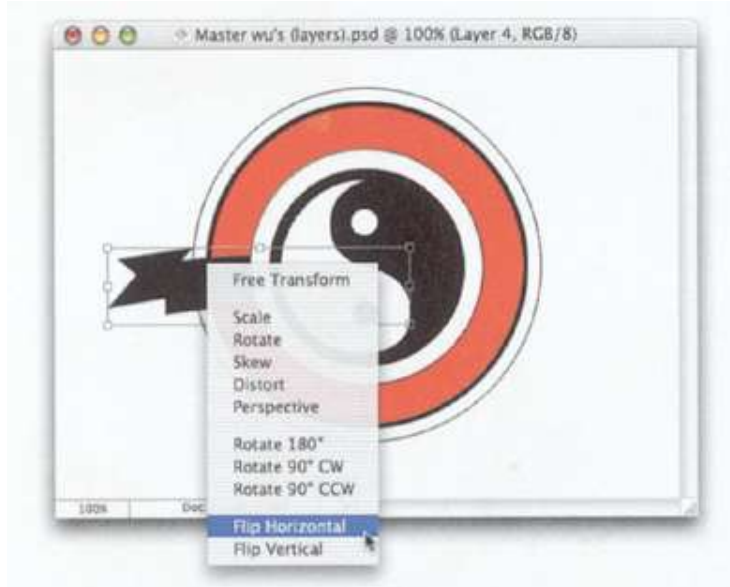 Master wu's (layers).psd @ 100% (Layer 4, RGB/8)
Free Transform
Scale
Rotate
Skew
Distort
Perspective
Rotate 180°
Rotate 90° CW
Rotate 90° CCW
100%
Doc
Flip Horizontal
Flip Vertical